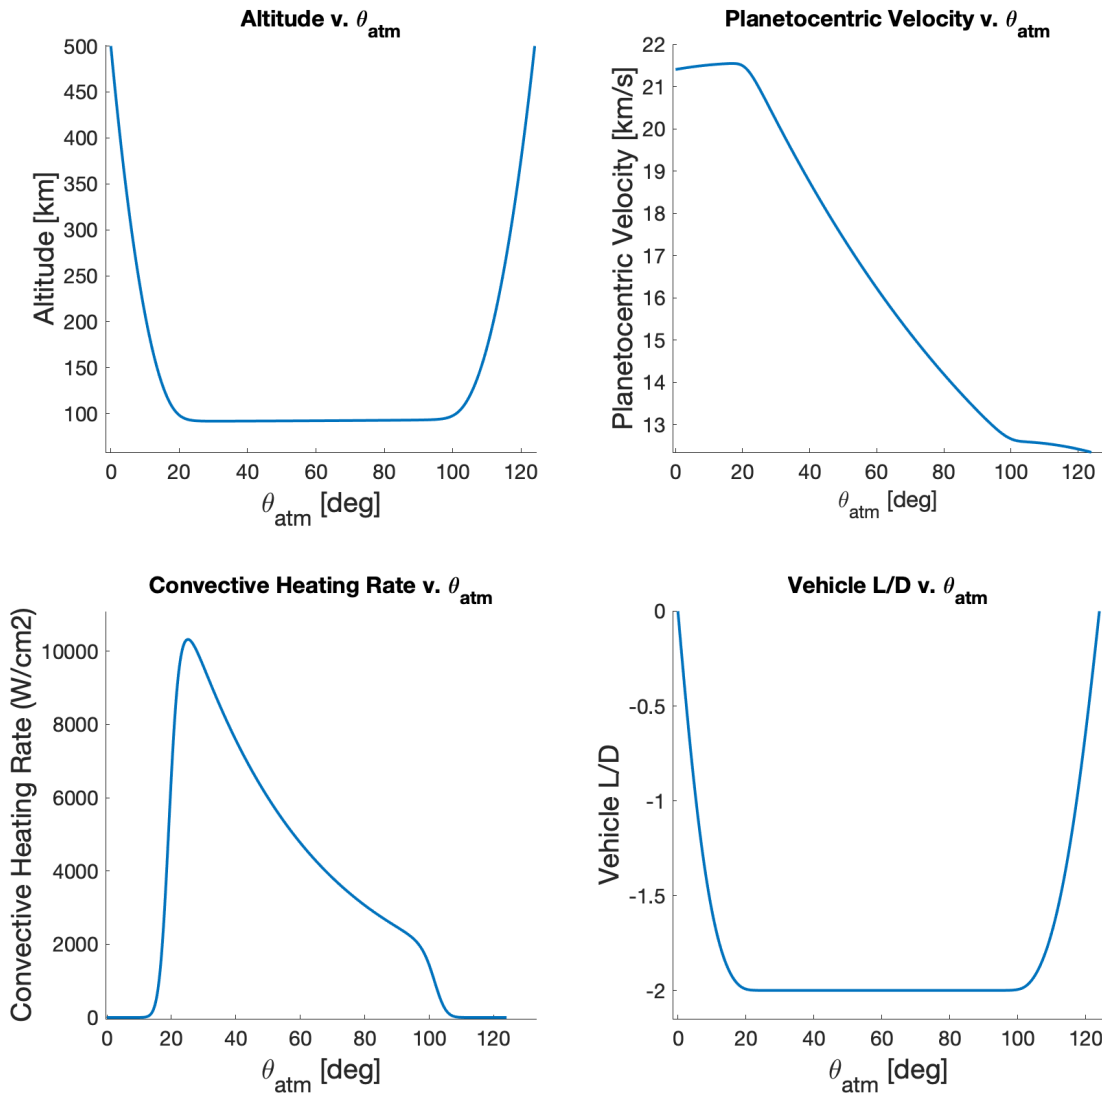 Altitude v. θatm
500
450
400
350
300
250
200
150
100
Altitude [km]
0 20 40 60 80 100 120
θatm [deg]
Planetocentric Velocity v. θatm
22
21
20
19
18
17
16
15
14
13
Planetocentric Velocity [km/s]
0 20 40 60 80 100 120
θatm [deg]
Convective Heating Rate v. θatm
10000
8000
6000
4000
2000
0
Convective Heating Rate (W/cm2)
0 20 40 60 80 100 120
θatm [deg]
Vehicle L/D v. θatm
0
-0.5
-1
-1.5
-2
Vehicle L/D
0 20 40 60 80 100 120
θatm [deg]